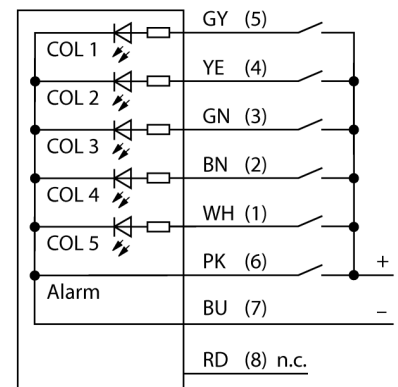 GY (5)
COL 1
YE (4)
COL 2
GN (3)
COL 3
BN (2)
COL 4
WH (1)
COL 5
PK (6) +
Alarm
BU (7) –
RD (8) n.c.